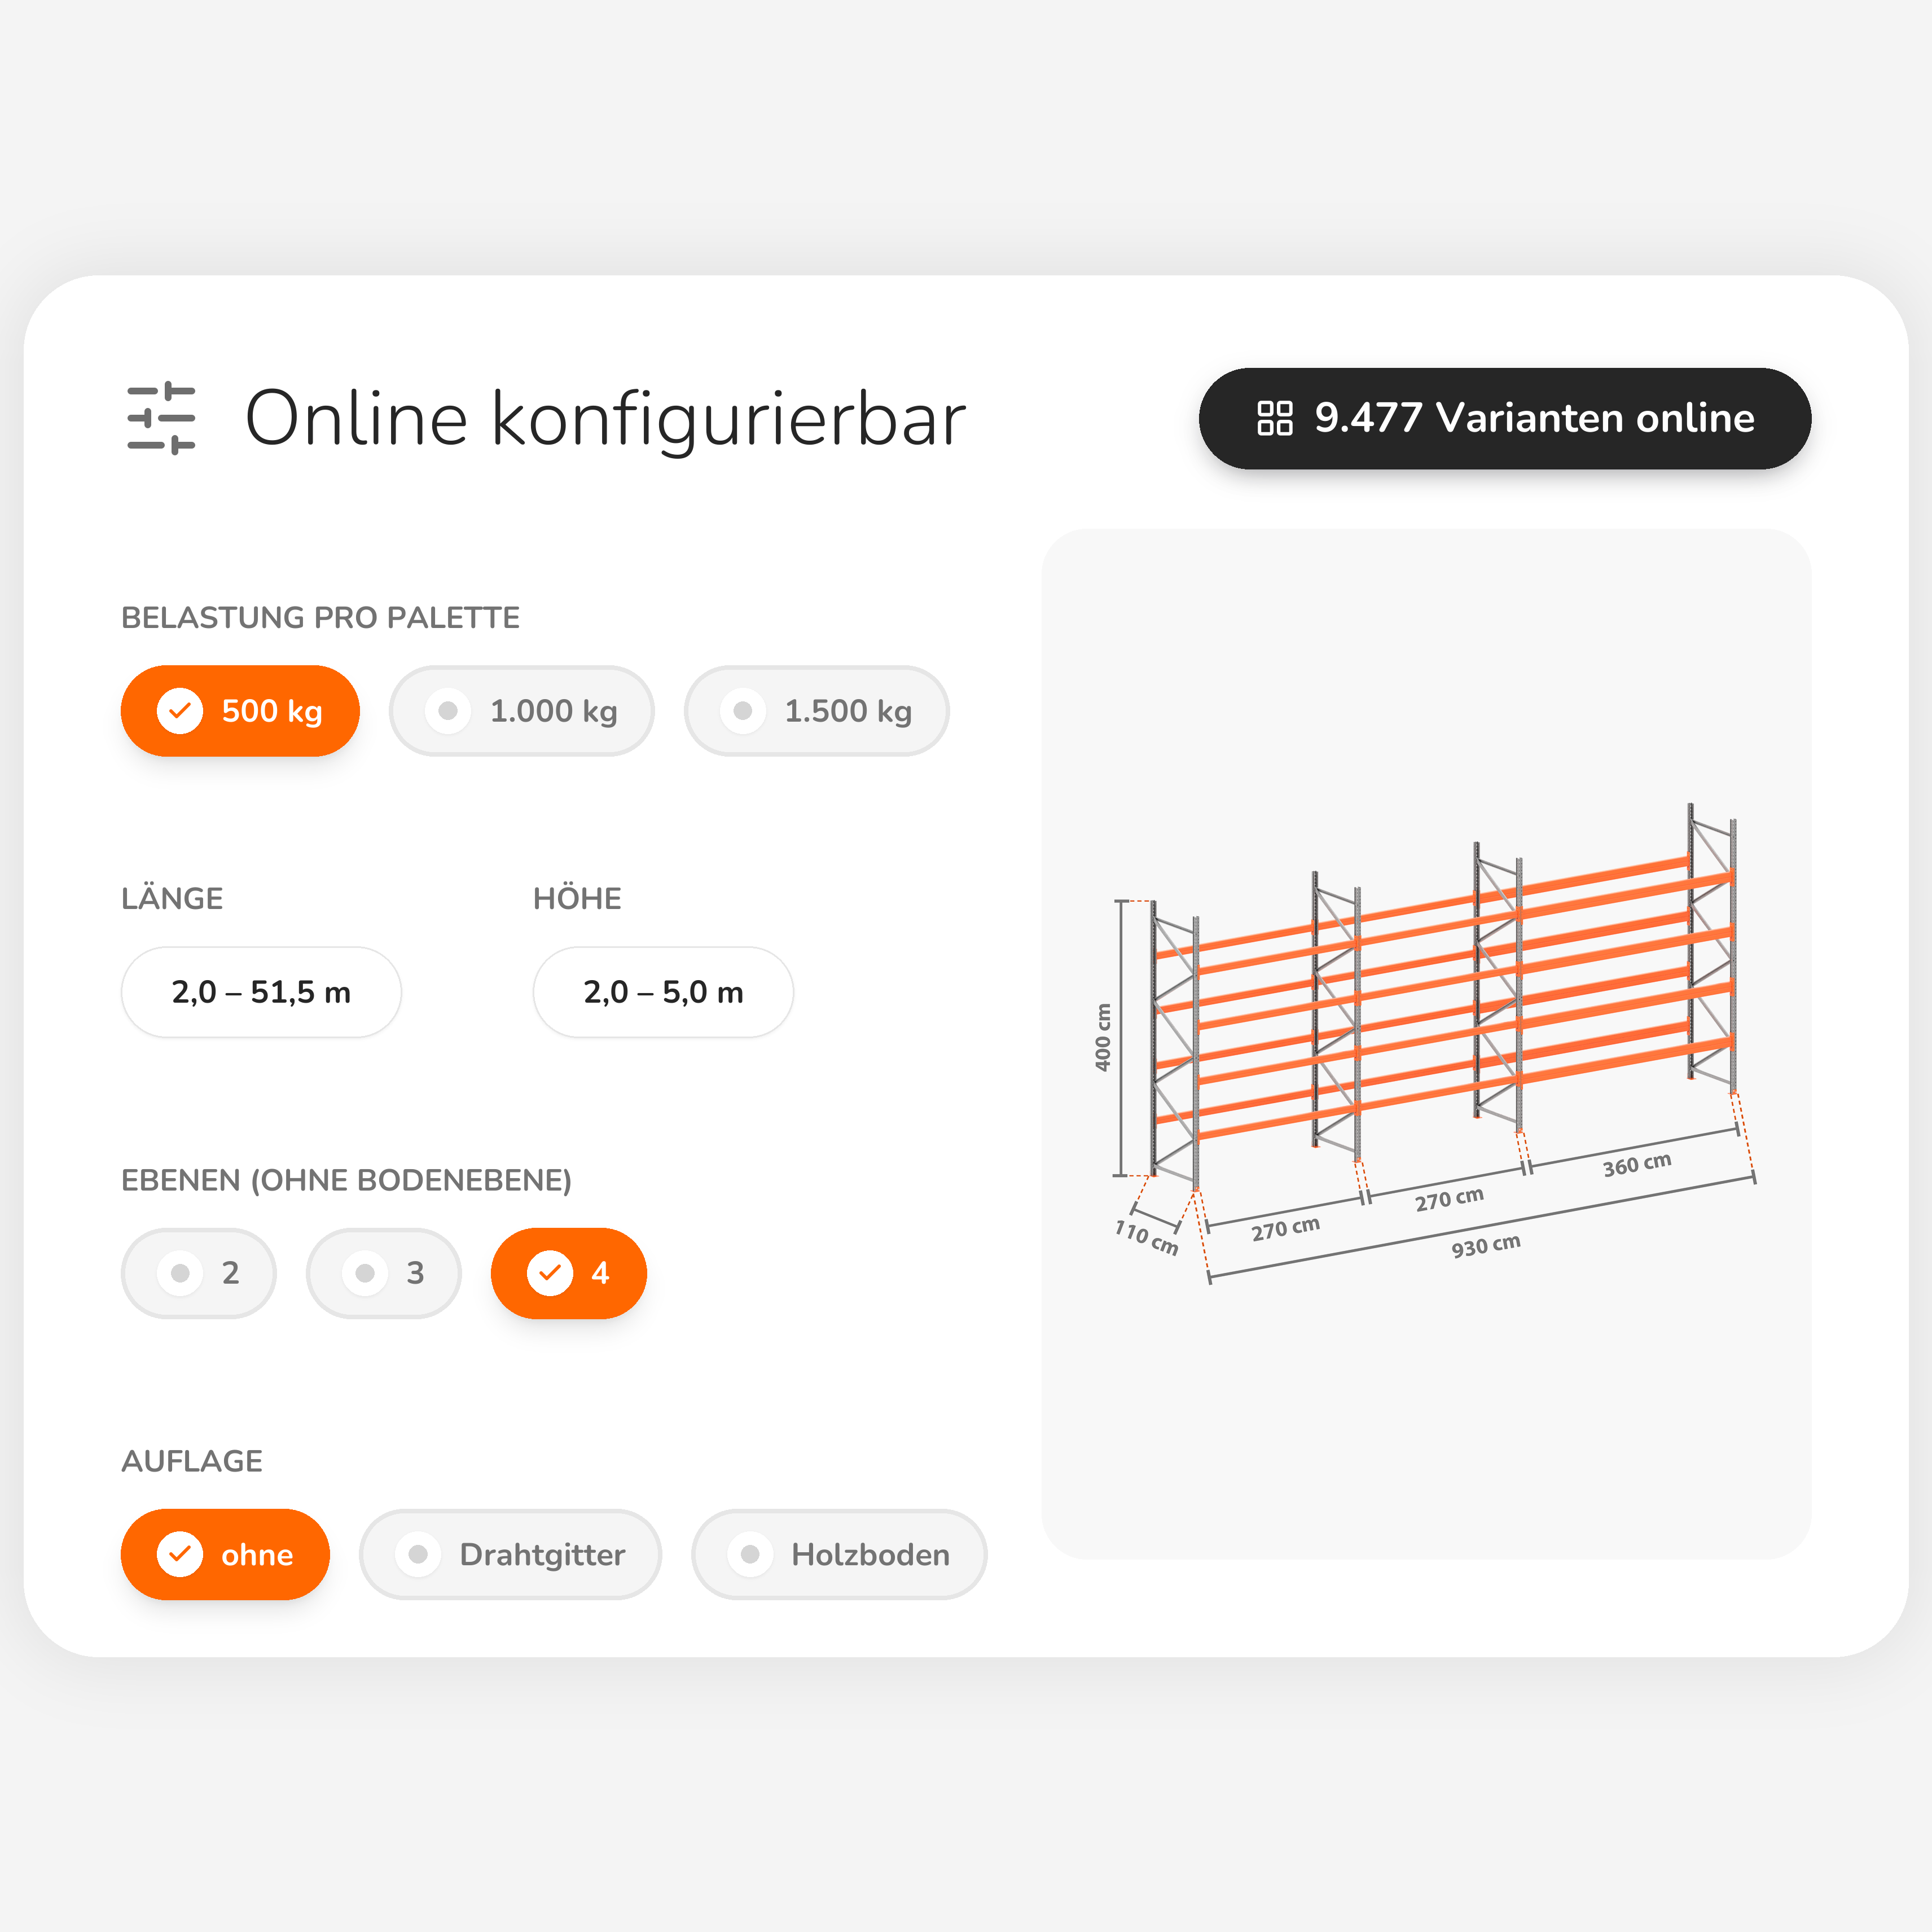 Online konfigurierbar
9.477 Varianten online
BELASTUNG PRO PALETTE
500 kg
1.000 kg
1.500 kg
LÄNGE
HÖHE
2,0 – 51,5 m
2,0 – 5,0 m
EBENEN (OHNE BODENEBENE)
2
3
4
AUFLAGE
ohne
Drahtgitter
Holzboden
400 cm
110 cm
270 cm
270 cm
360 cm
930 cm